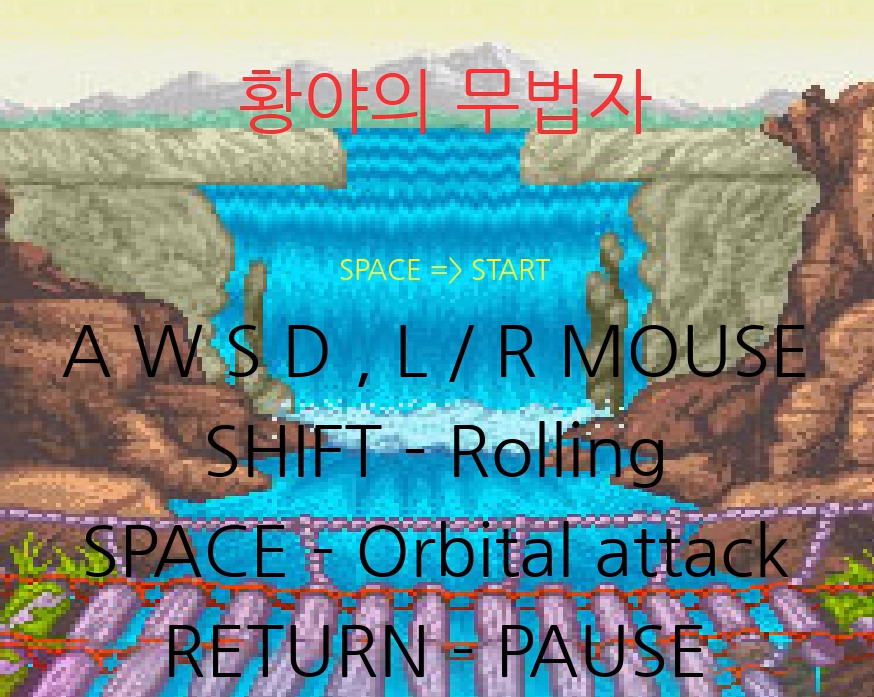 황야의 무법자
SPACE => START
A W S D , L / R MOUSE
SHIFT - Rolling
SPACE - Orbital attack
RETURN - PAUSE